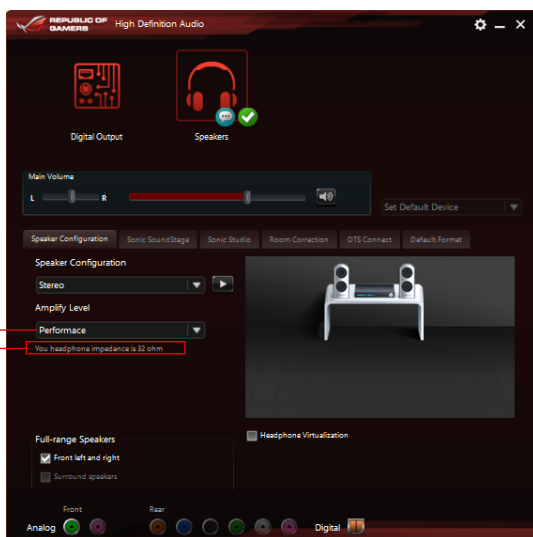 REPUBLIC OF
GAMERS
High Definition Audio
Digital Output
Speakers
Main Volume
L
R
Set Default Device
Speaker Configuration
Sonic SoundStage
Sonic Studio
Room Correction
DTS Connect
Default Format
Speaker Configuration
Stereo
Amplify Level
Performace
You headphone impedance is 32 ohm
Headphone Virtualization
Full-range Speakers
Front left and right
Surround speakers
Front
Rear
Analog
Digital